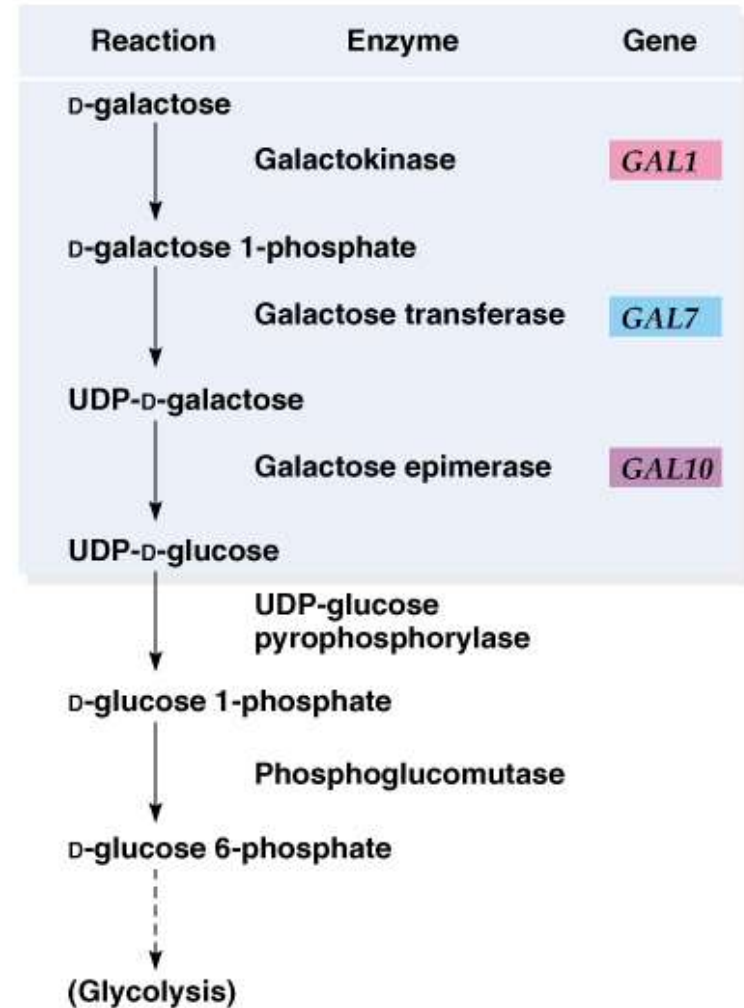 Reaction Enzyme Gene
D-galactose
Galactokinase GAL1
D-galactose 1-phosphate
Galactose transferase GAL7
UDP-D-galactose
Galactose epimerase GAL10
UDP-D-glucose
UDP-glucose
pyrophosphorylase
D-glucose 1-phosphate
Phosphoglucomutase
D-glucose 6-phosphate
(Glycolysis)